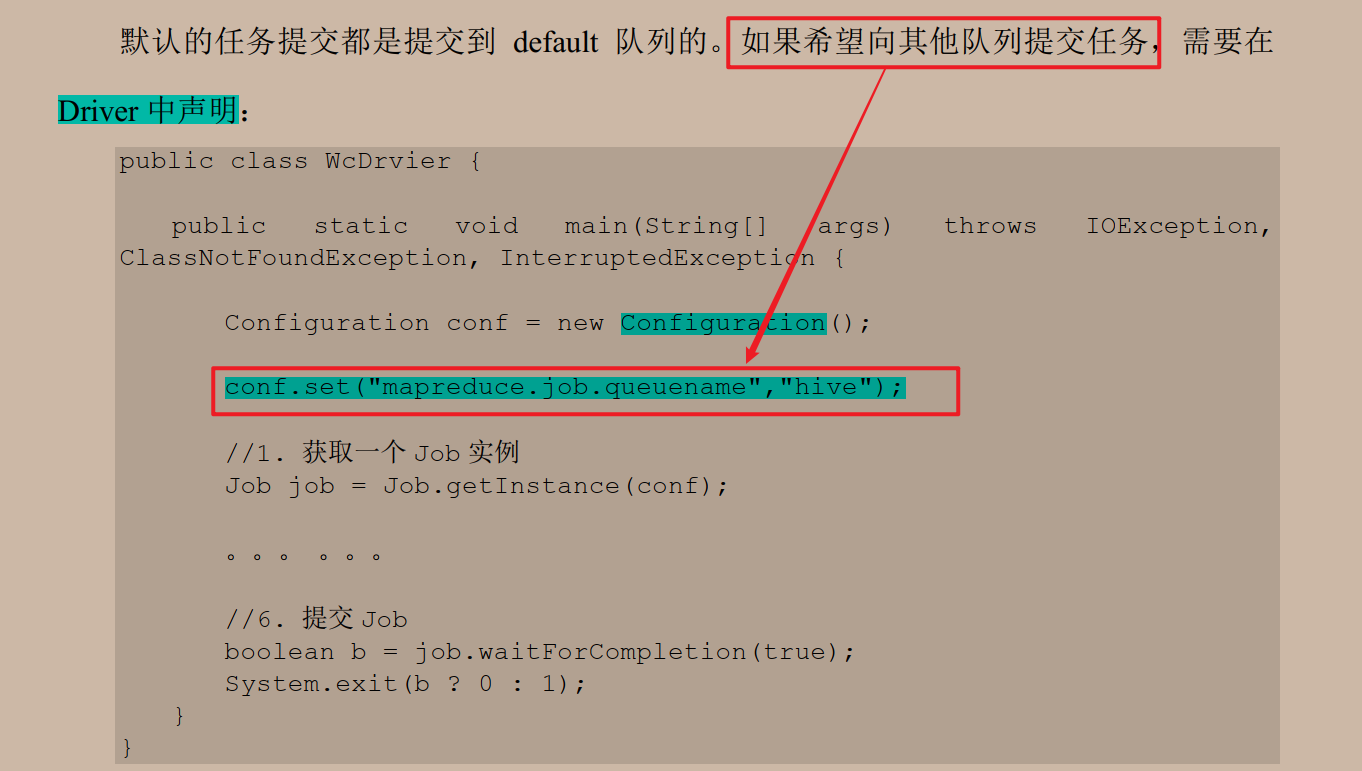 默认的任务提交都是提交到 default 队列的。如果希望向其他队列提交任务，需要在
Driver 中声明：
public class WcDrvier {
public static void main(String[] args) throws IOException,
ClassNotFoundException, InterruptedException {
Configuration conf = new Configuration();
conf.set("mapreduce.job.queuename","hive");
//1. 获取一个 Job 实例
Job job = Job.getInstance(conf);
。。。 。。。
//6. 提交 Job
boolean b = job.waitForCompletion(true);
System.exit(b ? 0 : 1);
}
}